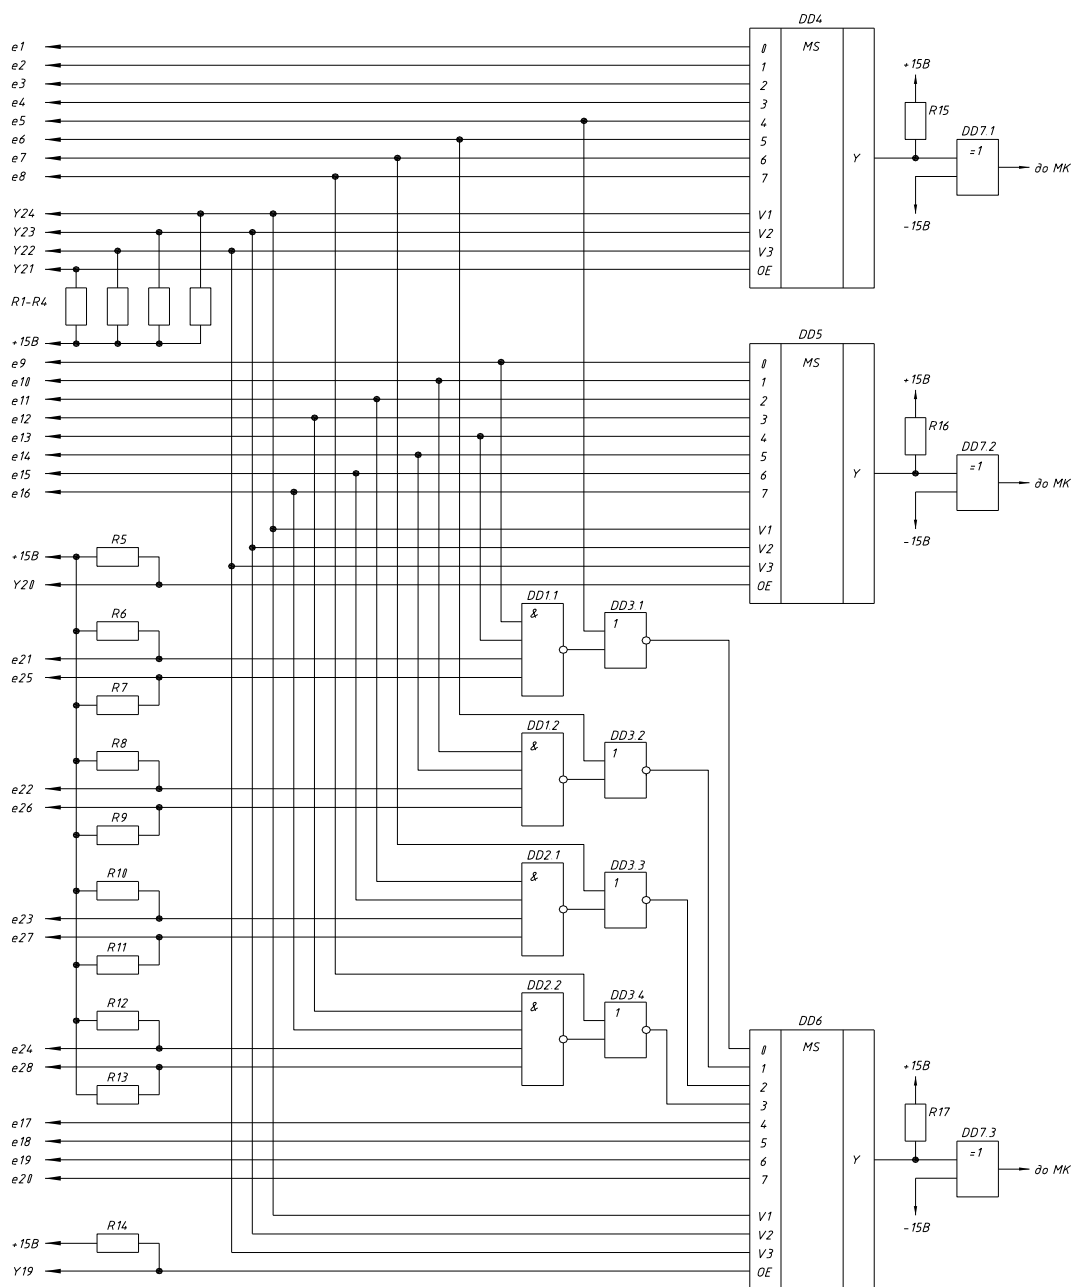 DD4
e1 0 MS
e2 1
e3 2 +15В
e4 3
e5 4 R15
e6 5 DD7.1
e7 6 Y =1
e8 7 до МК
Y24 V1
Y23 V2 -15В
Y22 V3
Y21 OE
R1-R4
+15В DD5
e9 0 MS
e10 1 +15В
e11 2
e12 3 R16
e13 4
e14 5 DD7.2
e15 6 Y =1
e16 7 до МК
V1
R5 V2 -15В
+15В V3
Y20 OE
DD1.1 DD3.1
R6 & 1
e21
e25
R7
DD1.2 DD3.2
R8 & 1
e22
e26
R9
DD2.1 DD3.3
R10 & 1
e23
e27
R11
DD2.2 DD3.4
R12 & 1
DD6
e24 0 MS
e28 1 +15В
R13 2
3 R17
e17 4
e18 5 DD7.3
e19 6 Y =1
e20 7 до МК
V1
R14 V2 -15В
+15В V3
Y19 OE